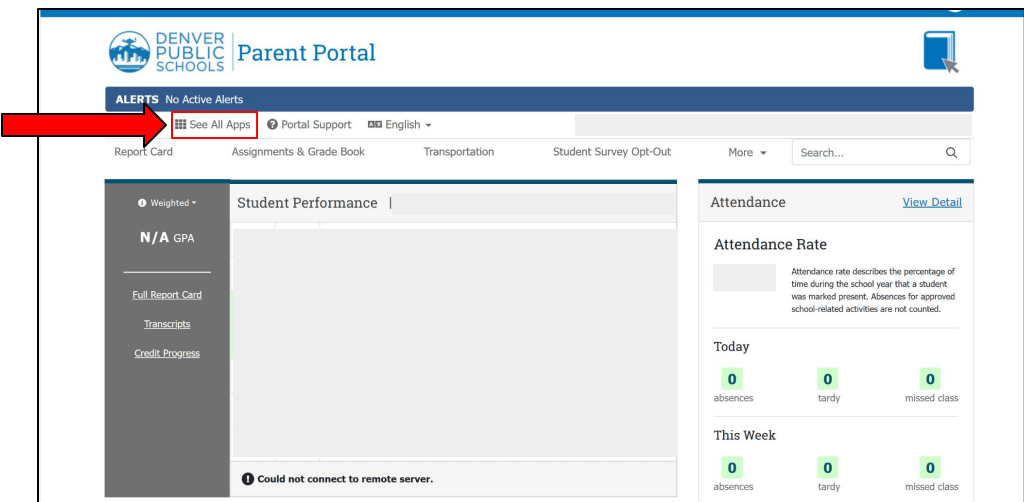 DENVER
PUBLIC
SCHOOLS
Parent Portal
ALERTS No Active Alerts
See All Apps Portal Support English
Report Card Assignments & Grade Book Transportation Student Survey Opt-Out More Search...
Weighted
N/A GPA
Full Report Card
Transcripts
Credit Progress
Student Performance |
Could not connect to remote server.
Attendance View Detail
Attendance Rate
Attendance rate describes the percentage of
time during the school year that a student
was marked present. Absences for approved
school-related activities are not counted.
Today
0 0 0
absences tardy missed class
This Week
0 0 0
absences tardy missed class